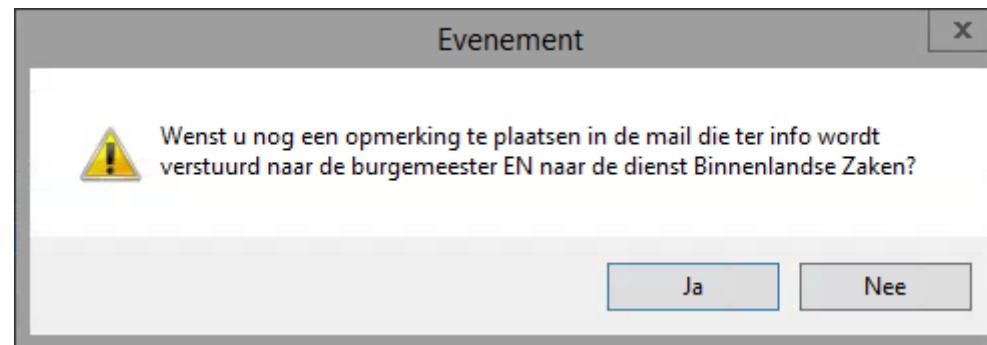 Evenement
x
Wenst u nog een opmerking te plaatsen in de mail die ter info wordt
verstuurd naar de burgemeester EN naar de dienst Binnenlandse Zaken?
Ja
Nee